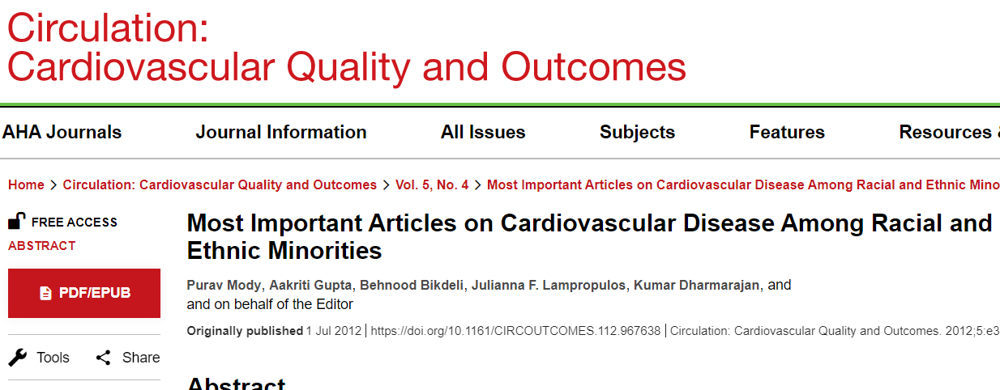 Circulation:
Cardiovascular Quality and Outcomes
AHA Journals Journal Information All Issues Subjects Features Resources &
Home > Circulation: Cardiovascular Quality and Outcomes > Vol. 5, No. 4 > Most Important Articles on Cardiovascular Disease Among Racial and Ethnic Mino
FREE ACCESS
ABSTRACT
PDF/EPUB
Tools Share
Most Important Articles on Cardiovascular Disease Among Racial and
Ethnic Minorities
Purav Mody, Aakriti Gupta, Behnood Bikdeli, Julianna F. Lampropulos, Kumar Dharmarajan, and
and on behalf of the Editor
Originally published 1 Jul 2012 | https://doi.org/10.1161/CIRCOUTCOMES.112.967638 | Circulation: Cardiovascular Quality and Outcomes. 2012;5:e3
Abstract